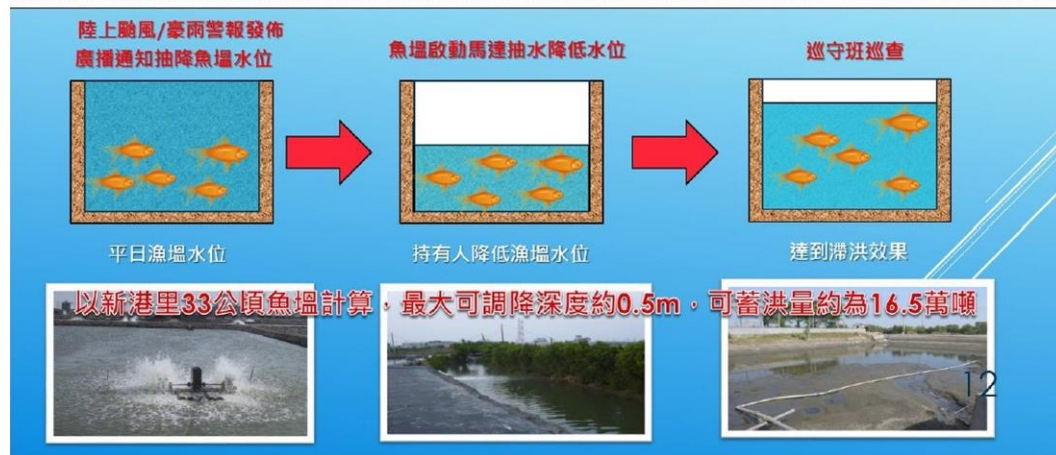 陸上颱風/豪雨警報發佈
廣播通知抽降魚塭水位
魚塭啟動馬達抽水降低水位
巡守班巡查
平日漁塭水位
持有人降低漁塭水位
達到滯洪效果
以新港里33公頃魚塭計算，最大可調降深度約0.5m，可蓄洪量約為16.5萬噸
12